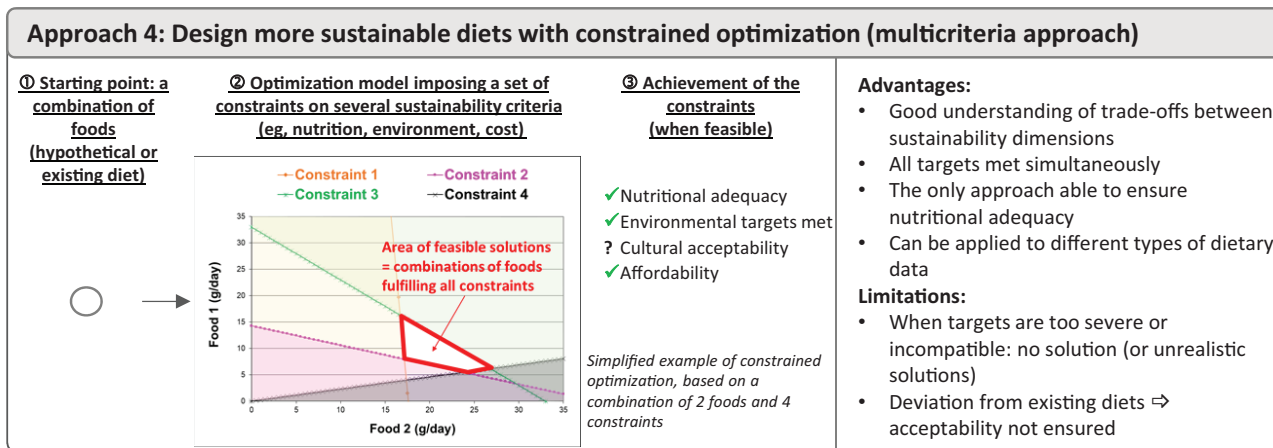 Approach 4: Design more sustainable diets with constrained optimization (multicriteria approach)
① Starting point: a
combination of
foods
(hypothetical or
existing diet)
② Optimization model imposing a set of
constraints on several sustainability criteria
(eg, nutrition, environment, cost)
Constraint 1
Constraint 2
Constraint 3
Constraint 4
35
30
25
20
15
10
5
0
Food 1 (g/day)
Area of feasible solutions
= combinations of foods
fulfilling all constraints
0 5 10 15 20 25 30 35
Food 2 (g/day)
③ Achievement of the
constraints
(when feasible)
✓Nutritional adequacy
✓Environmental targets met
? Cultural acceptability
✓Affordability
Simplified example of constrained
optimization, based on a
combination of 2 foods and 4
constraints
Advantages:
• Good understanding of trade-offs between
sustainability dimensions
• All targets met simultaneously
• The only approach able to ensure
nutritional adequacy
• Can be applied to different types of dietary
data
Limitations:
• When targets are too severe or
incompatible: no solution (or unrealistic
solutions)
• Deviation from existing diets ⇨
acceptability not ensured